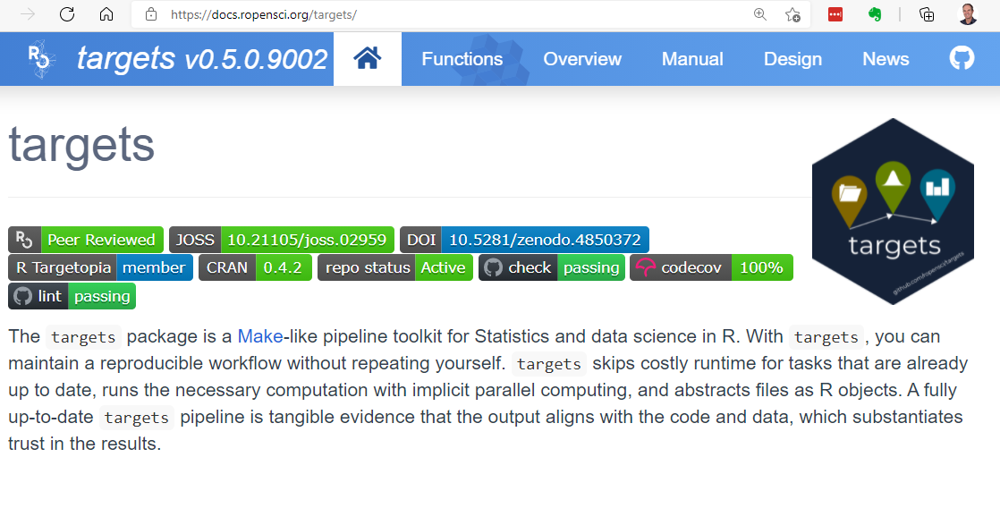 https://docs.ropensci.org/targets/
R targets v0.5.0.9002 Functions Overview Manual Design News
targets
targets
github.com/ropensci/targets
R Peer Reviewed JOSS 10.21105/joss.02959 DOI 10.5281/zenodo.4850372
R Targetopia member CRAN 0.4.2 repo status Active check passing codecov 100%
lint passing
The targets package is a Make-like pipeline toolkit for Statistics and data science in R. With targets, you can
maintain a reproducible workflow without repeating yourself. targets skips costly runtime for tasks that are already
up to date, runs the necessary computation with implicit parallel computing, and abstracts files as R objects. A fully
up-to-date targets pipeline is tangible evidence that the output aligns with the code and data, which substantiates
trust in the results.